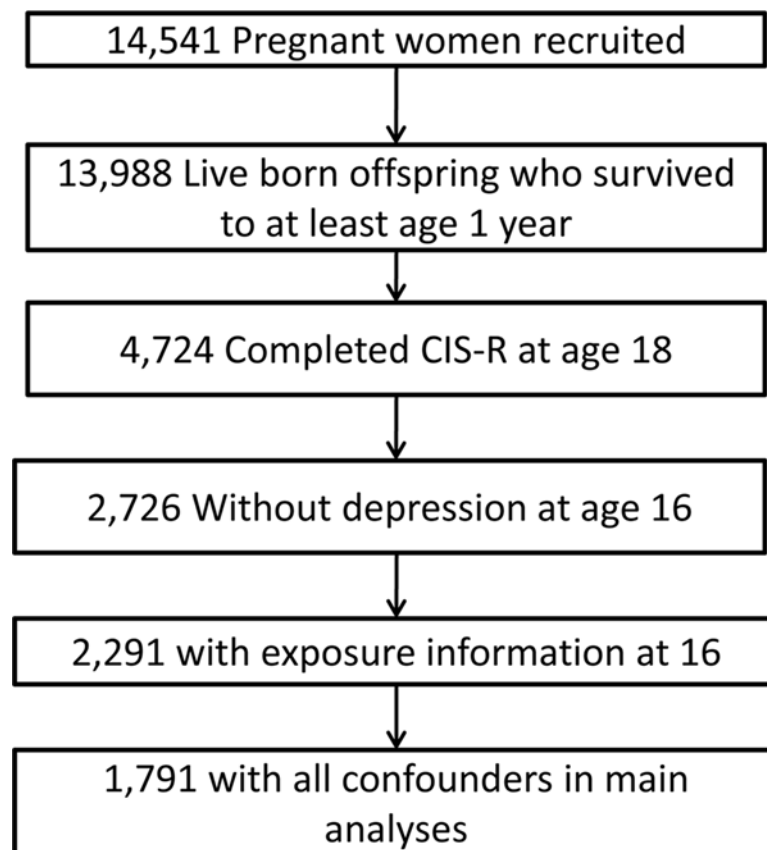 14,541 Pregnant women recruited
13,988 Live born offspring who survived
to at least age 1 year
4,724 Completed CIS-R at age 18
2,726 Without depression at age 16
2,291 with exposure information at 16
1,791 with all confounders in main
analyses